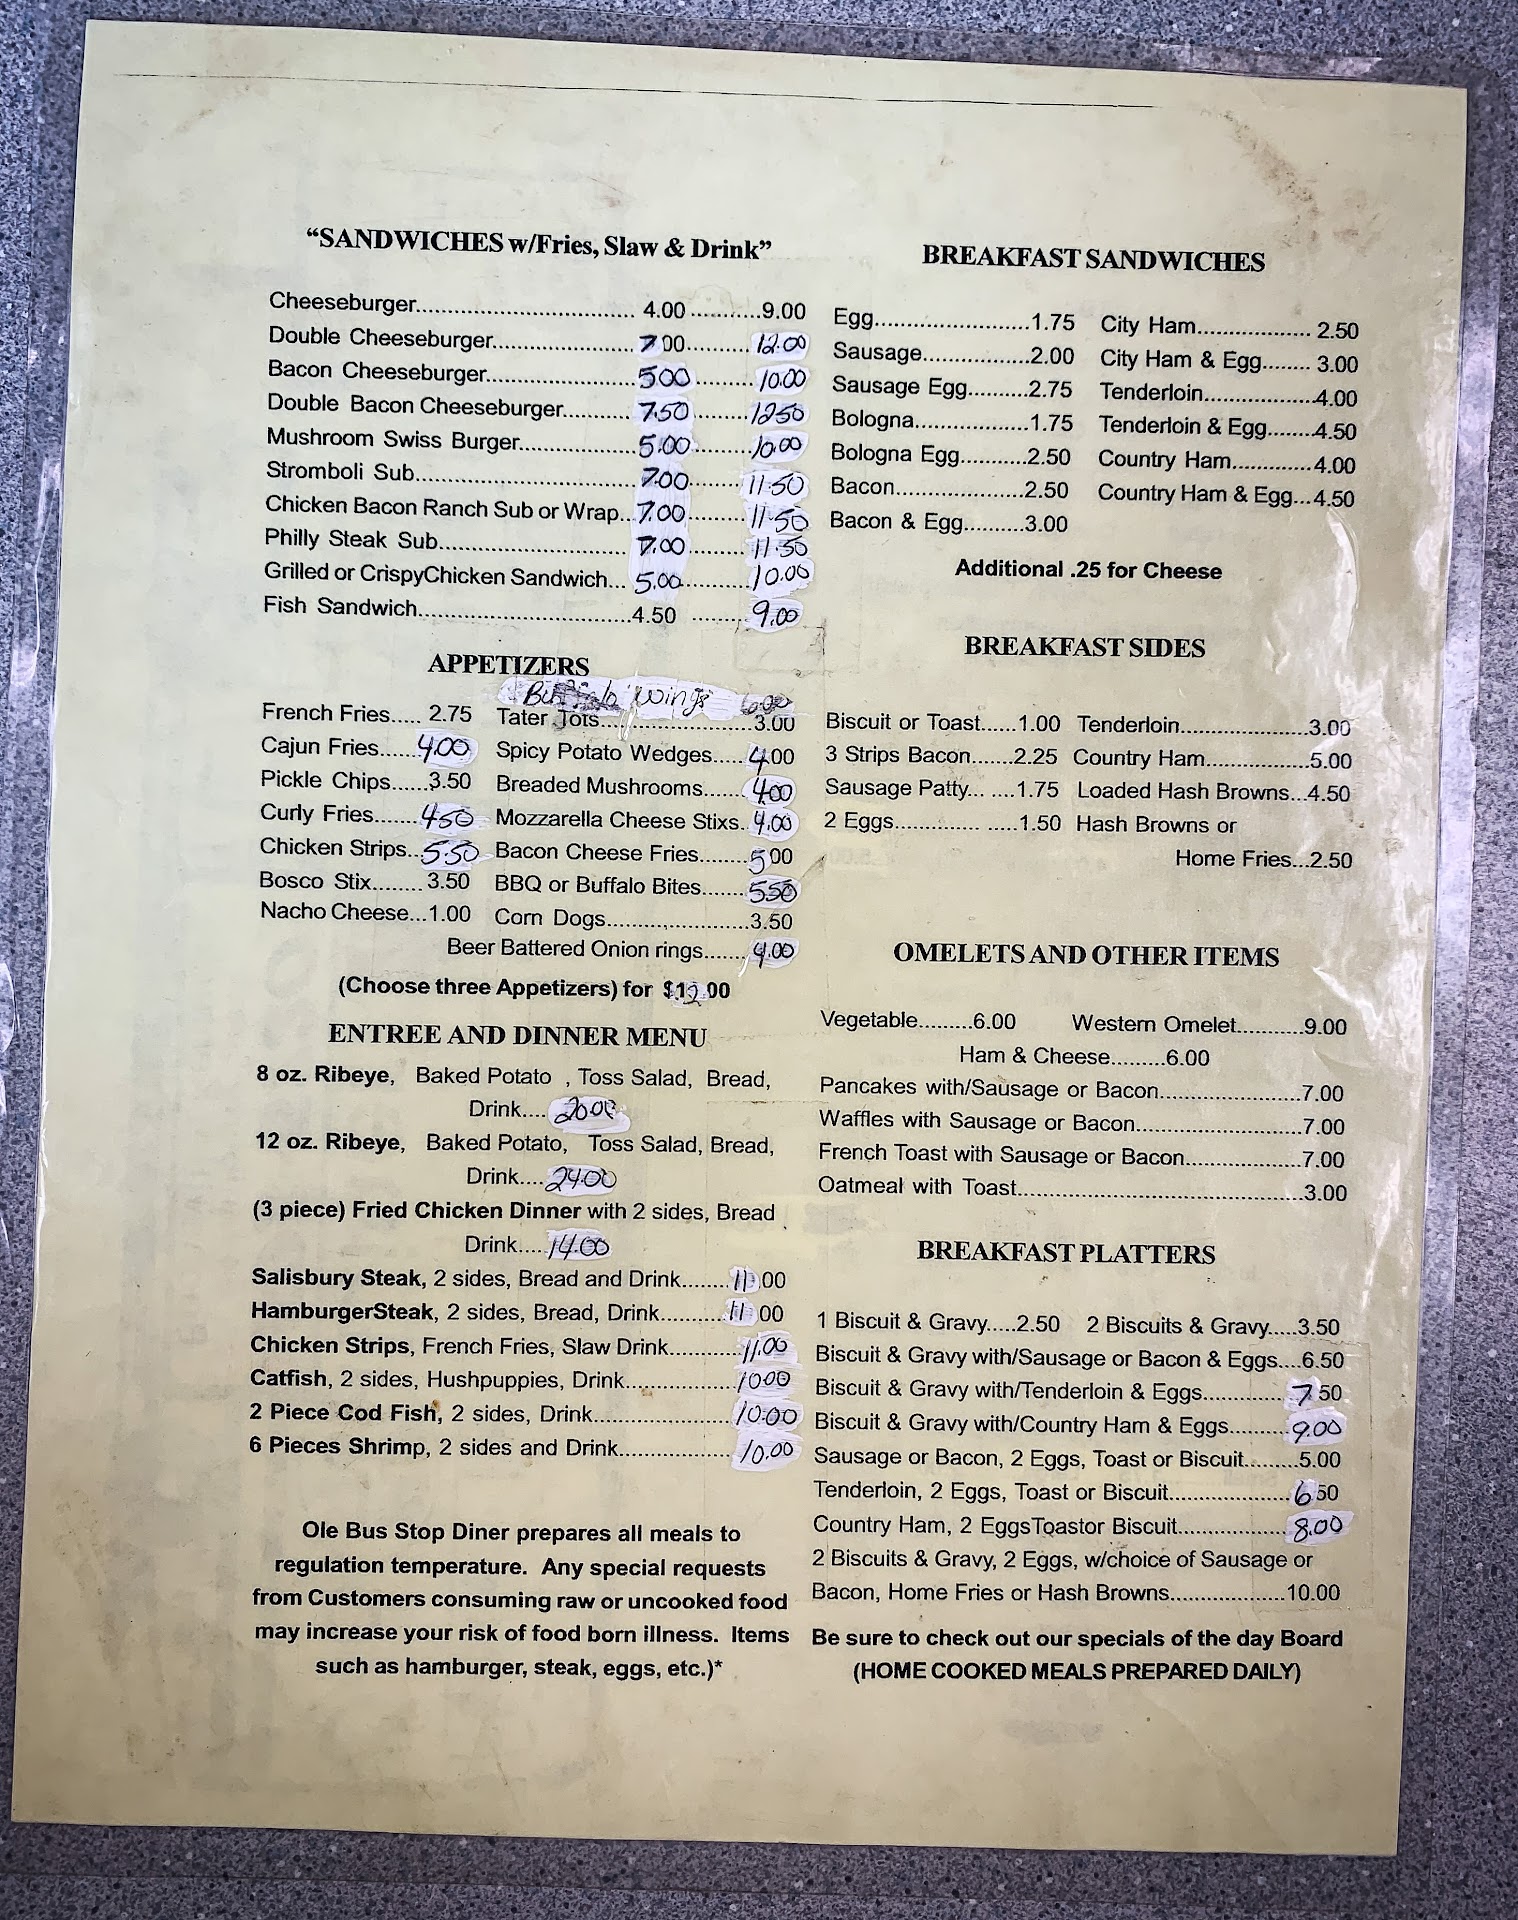 “SANDWICHES w/Fries, Slaw & Drink”
Cheeseburger................................. 4.00 ...........9.00
Double Cheeseburger.....................7.00..........12.00
Bacon Cheeseburger.......................5.00.........10.00
Double Bacon Cheeseburger..........7.50.........12.50
Mushroom Swiss Burger.................5.00.........10.00
Stromboli Sub.................................7.00.........11.50
Chicken Bacon Ranch Sub or Wrap..7.00.........11.50
Philly Steak Sub.............................7.00..........11.50
Grilled or CrispyChicken Sandwich...5.00..........10.00
Fish Sandwich................................4.50 .........9.00
APPETIZERS
Buffalo Wings 6.00
French Fries..... 2.75 Tater Tots.......................3.00
Cajun Fries.....4.00 Spicy Potato Wedges.....4.00
Pickle Chips......3.50 Breaded Mushrooms......4.00
Curly Fries.......4.50 Mozzarella Cheese Stixs..4.00
Chicken Strips...5.50 Bacon Cheese Fries........5.00
Bosco Stix........ 3.50 BBQ or Buffalo Bites.......5.50
Nacho Cheese...1.00 Corn Dogs......................3.50
Beer Battered Onion rings.......4.00
(Choose three Appetizers) for $12.00
ENTREE AND DINNER MENU
8 oz. Ribeye, Baked Potato , Toss Salad, Bread,
Drink....20.00
12 oz. Ribeye, Baked Potato, Toss Salad, Bread,
Drink....24.00
(3 piece) Fried Chicken Dinner with 2 sides, Bread
Drink....14.00
Salisbury Steak, 2 sides, Bread and Drink.......11.00
HamburgerSteak, 2 sides, Bread, Drink..........11.00
Chicken Strips, French Fries, Slaw Drink..........11.00
Catfish, 2 sides, Hushpuppies, Drink.................10.00
2 Piece Cod Fish, 2 sides, Drink.....................10.00
6 Pieces Shrimp, 2 sides and Drink.................10.00
Ole Bus Stop Diner prepares all meals to
regulation temperature. Any special requests
from Customers consuming raw or uncooked food
may increase your risk of food born illness. Items
such as hamburger, steak, eggs, etc.)*
BREAKFAST SANDWICHES
Egg.......................1.75 City Ham................. 2.50
Sausage................2.00 City Ham & Egg........ 3.00
Sausage Egg.........2.75 Tenderloin.................4.00
Bologna.................1.75 Tenderloin & Egg.......4.50
Bologna Egg..........2.50 Country Ham............4.00
Bacon....................2.50 Country Ham & Egg...4.50
Bacon & Egg.........3.00
Additional .25 for Cheese
BREAKFAST SIDES
Biscuit or Toast......1.00 Tenderloin...................3.00
3 Strips Bacon.......2.25 Country Ham................5.00
Sausage Patty... ....1.75 Loaded Hash Browns...4.50
2 Eggs............. .....1.50 Hash Browns or
Home Fries...2.50
OMELETS AND OTHER ITEMS
Vegetable........6.00 Western Omelet..........9.00
Ham & Cheese.........6.00
Pancakes with/Sausage or Bacon.....................7.00
Waffles with Sausage or Bacon.........................7.00
French Toast with Sausage or Bacon.................7.00
Oatmeal with Toast...........................................3.00
BREAKFAST PLATTERS
1 Biscuit & Gravy.....2.50 2 Biscuits & Gravy.....3.50
Biscuit & Gravy with/Sausage or Bacon & Eggs....6.50
Biscuit & Gravy with/Tenderloin & Eggs.............7.50
Biscuit & Gravy with/Country Ham & Eggs.........9.00
Sausage or Bacon, 2 Eggs, Toast or Biscuit........5.00
Tenderloin, 2 Eggs, Toast or Biscuit..................6.50
Country Ham, 2 EggsToastor Biscuit................8.00
2 Biscuits & Gravy, 2 Eggs, w/choice of Sausage or
Bacon, Home Fries or Hash Browns.................10.00
Be sure to check out our specials of the day Board
(HOME COOKED MEALS PREPARED DAILY)